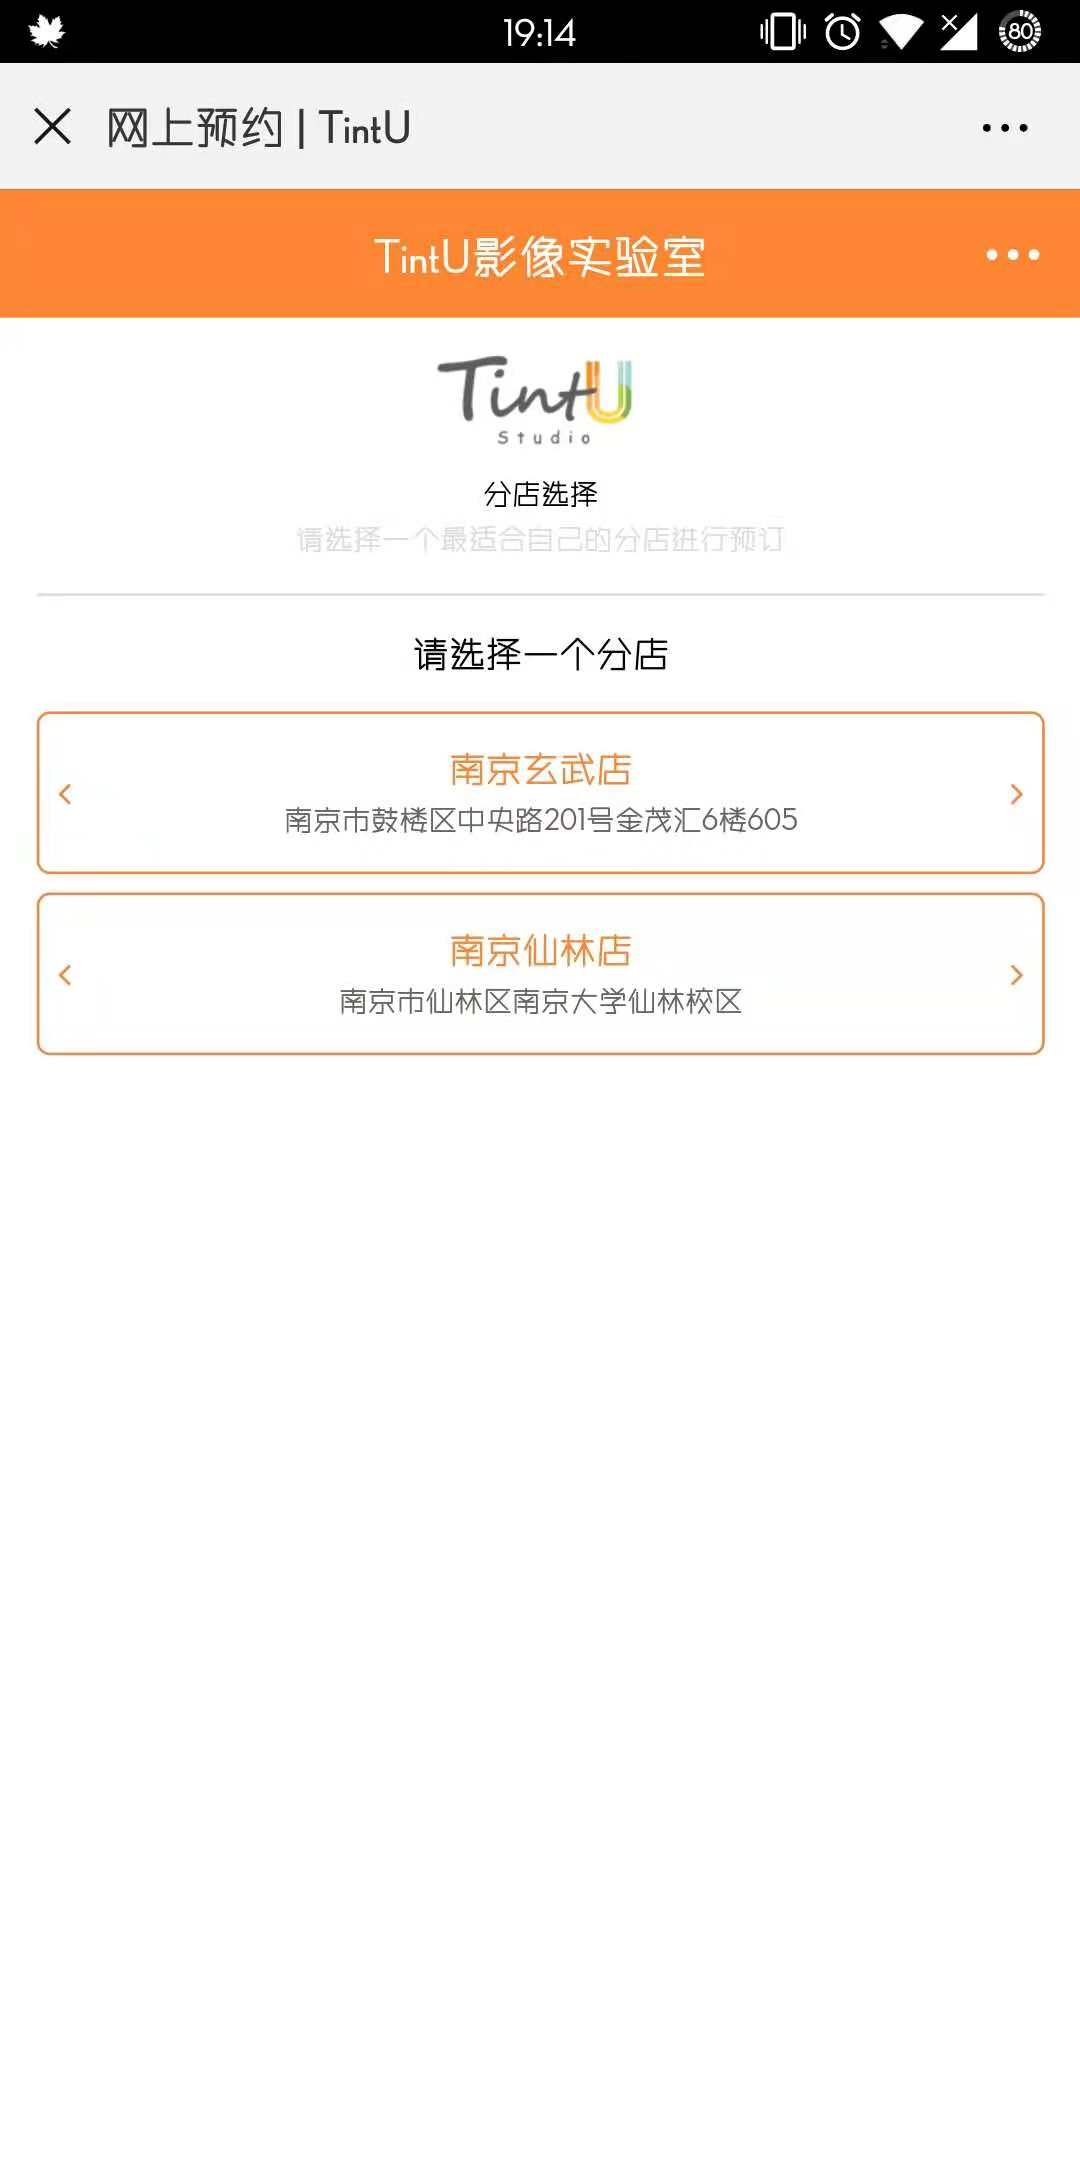 19:14
80
网上预约 | TintU
TintU影像实验室
TintU
Studio
分店选择
请选择一个最适合自己的分店进行预订
请选择一个分店
南京玄武店
南京市鼓楼区中央路201号金茂汇6楼605
南京仙林店
南京市仙林区南京大学仙林校区